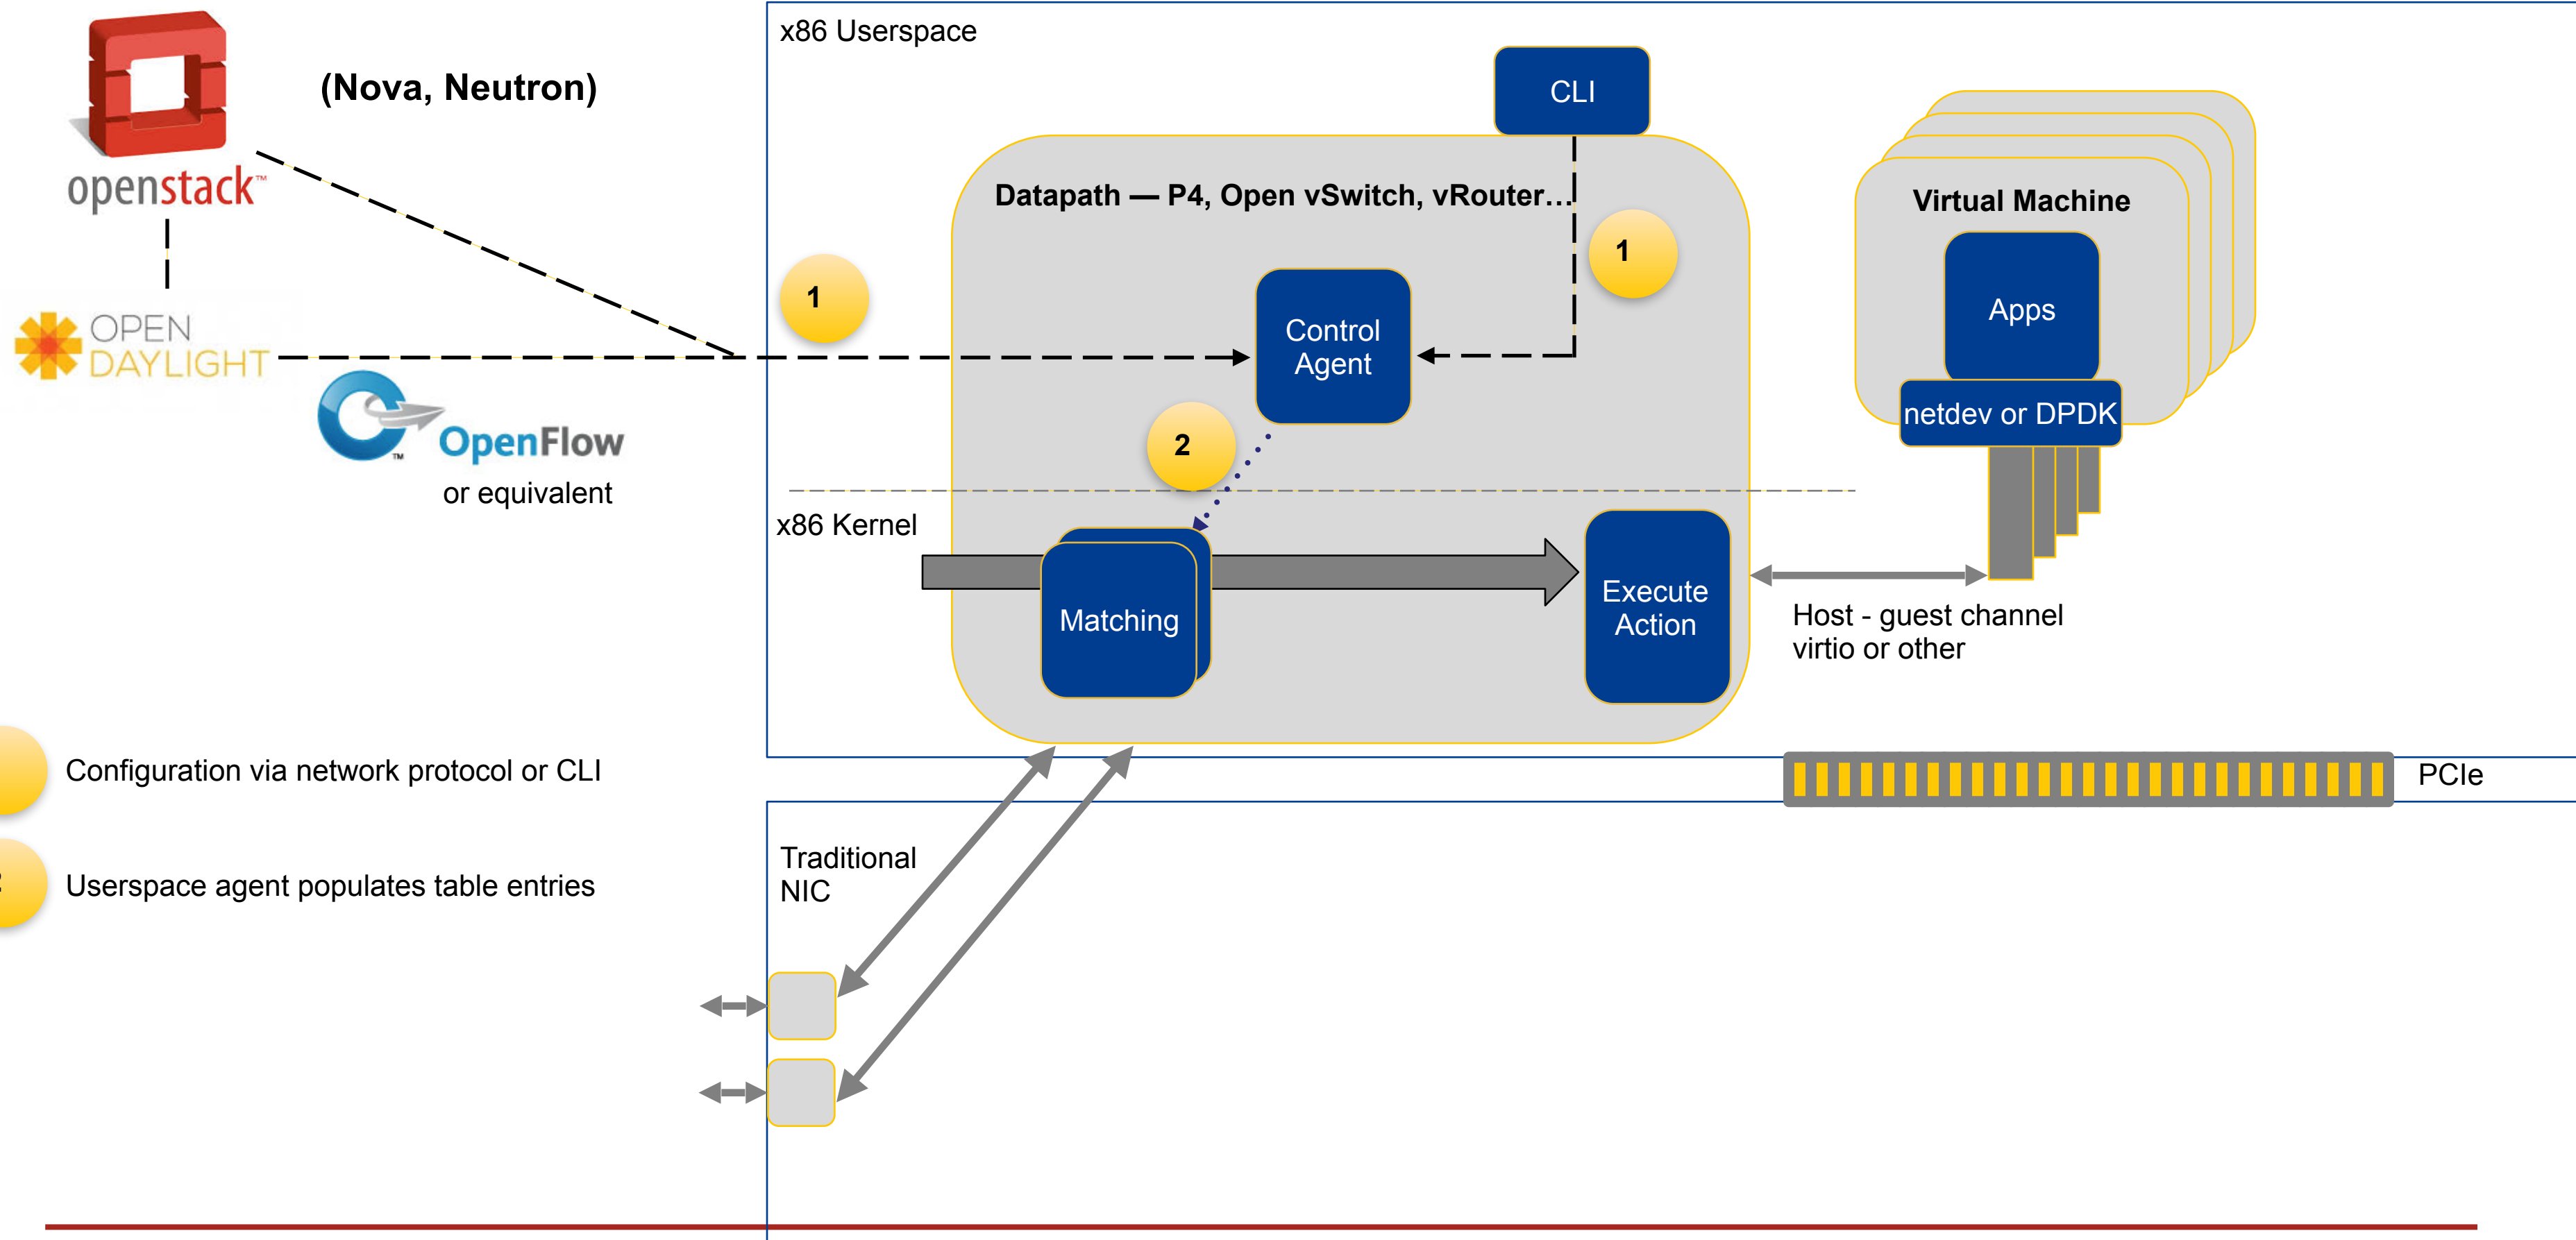 x86 Userspace
(Nova, Neutron)
CLI
openstack™
Datapath — P4, Open vSwitch, vRouter...
Virtual Machine
1
1
Apps
OPEN
DAYLIGHT
Control
Agent
netdev or DPDK
OpenFlow
TM
or equivalent
2
x86 Kernel
Matching
Execute
Action
Host - guest channel
virtio or other
Configuration via network protocol or CLI
PCIe
Traditional
NIC
Userspace agent populates table entries